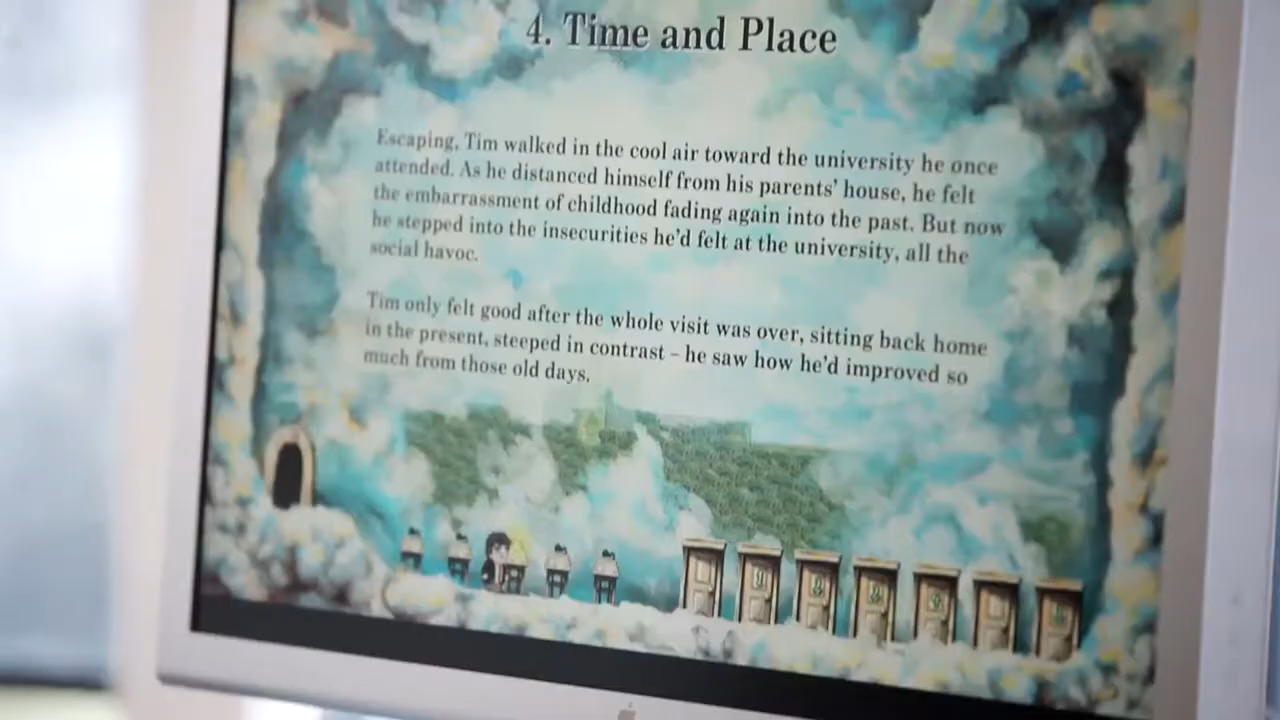 4. Time and Place
Escaping, Tim walked in the cool air toward the university he once
attended. As he distanced himself from his parents' house, he felt
the embarrassment of childhood fading again into the past. But now
he stepped into the insecurities he'd felt at the university, all the
social havoc.
Tim only felt good after the whole visit was over, sitting back home
in the present, steeped in contrast – he saw how he'd improved so
much from those old days.